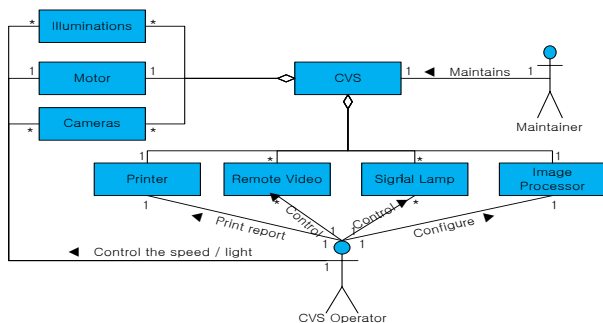 * Illuminations *
1 Motor 1
* Cameras *
CVS
1 ◄ Maintains 1
Maintainer
1 * * 1
Printer
Remote Video
Signal Lamp
Image
Processor
1 * * 1
◄ Print report
Control
Control
Configure ►
1 1 1 1
◄ Control the speed / light 1
CVS Operator